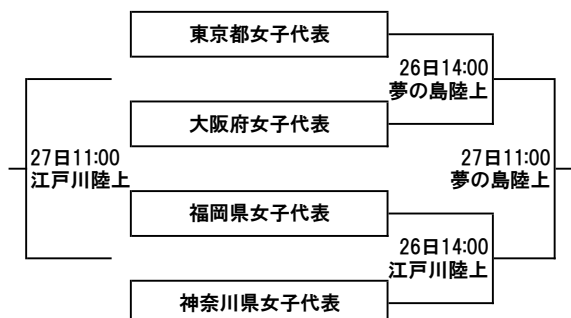 東京都女子代表
26日14:00
夢の島陸上
大阪府女子代表
27日11:00
江戸川陸上
27日11:00
夢の島陸上
福岡県女子代表
26日14:00
江戸川陸上
神奈川県女子代表